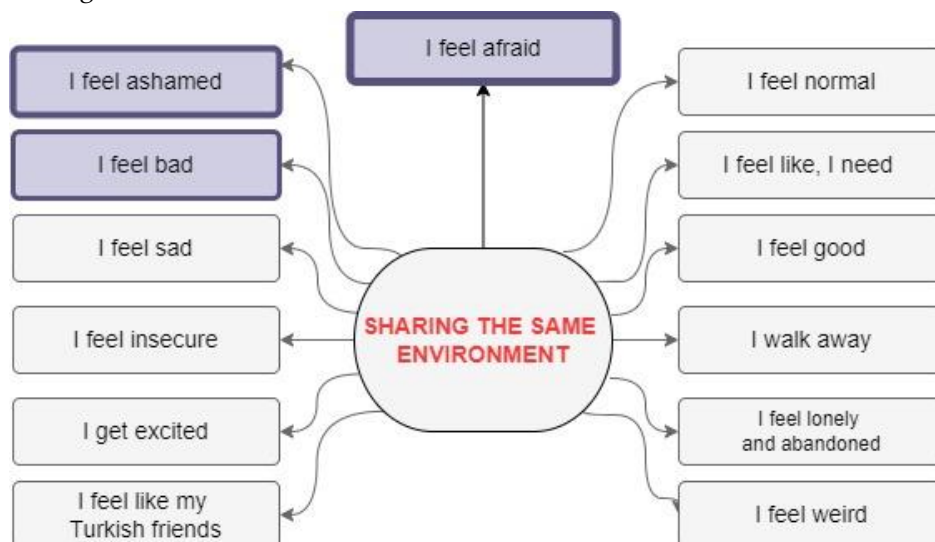 I feel afraid
I feel ashamed
I feel bad
I feel sad
I feel insecure
I get excited
I feel like my
Turkish friends
SHARING THE SAME
ENVIRONMENT
I feel normal
I feel like, I need
I feel good
I walk away
I feel lonely
and abandoned
I feel weird